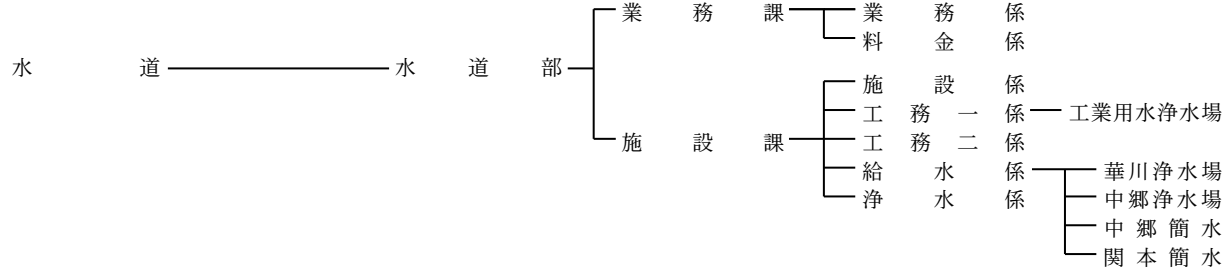 業務課 業務係
料金係
水道 水道部
施設係
工務一係 工業用水浄水場
施設課 工務二係
給水係 華川浄水場
浄水係 中郷浄水場
中郷簡水
関本簡水